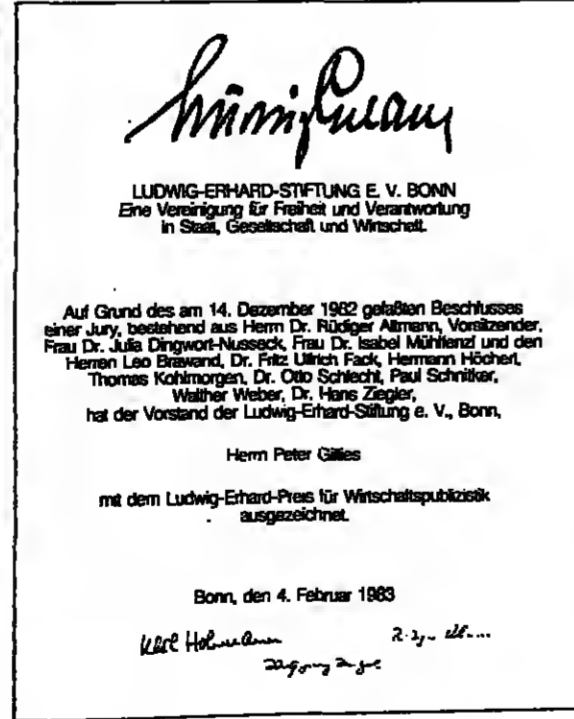 LUDWIG-ERHARD-STIFTUNG E. V. BONN
Eine Vereinigung für Freiheit und Verantwortung
in Staat, Gesellschaft und Wirtschaft.
Auf Grund des am 14. Dezember 1982 gefaßten Beschlusses
einer Jury, bestehend aus Herrn Dr. Rüdiger Altmann, Vorsitzender,
Frau Dr. Julia Dingwort-Nusseck, Frau Dr. Isabel Mühlfenzl und den
Herren Leo Brawand, Dr. Fritz Ullrich Fack, Hermann Höcherl,
Thomas Kohlmorgen, Dr. Otto Schlecht, Paul Schnitker,
Walther Weber, Dr. Hans Ziegler,
hat der Vorstand der Ludwig-Erhard-Stiftung e. V., Bonn,
Herrn Peter Gillies
mit dem Ludwig-Erhard-Preis für Wirtschaftspublizistik
ausgezeichnet.
Bonn, den 4. Februar 1983
Karl Hohmann